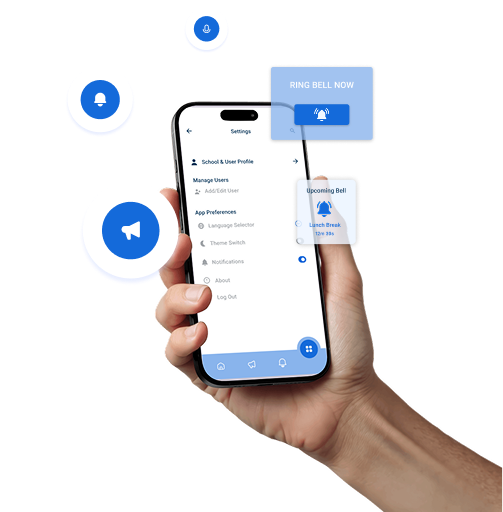 RING BELL NOW
Settings
School & User Profile
Manage Users
Add/Edit User
Upcoming Bell
App Preferences
Language Selector
Lunch Break
Theme Switch
Notifications
About
Log Out